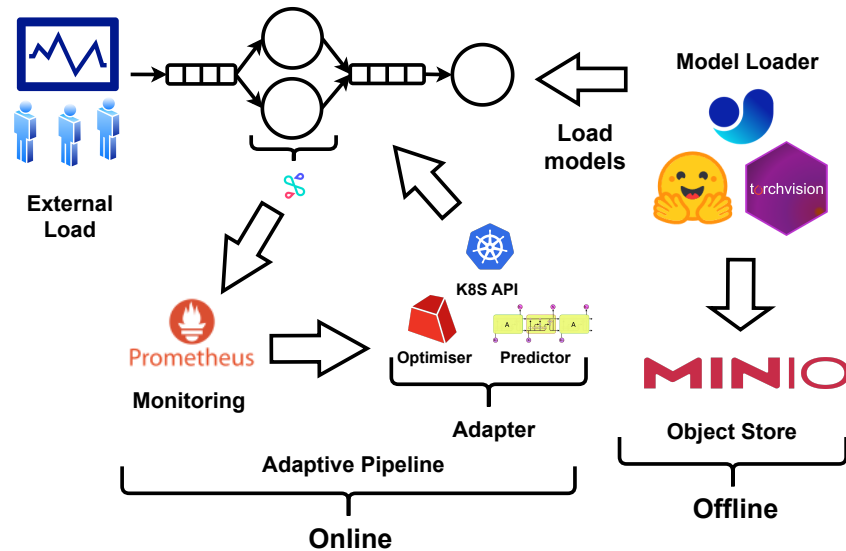 Model Loader
Load
models
torchvision
External
Load
K8S API
Prometheus
Optimiser
Predictor
A
A
MINIO
Monitoring
Adapter
Object Store
Adaptive Pipeline
Offline
Online